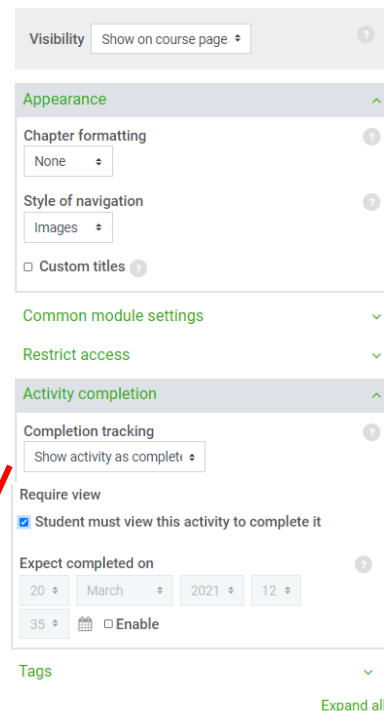 Visibility Show on course page
Appearance
Chapter formatting
None
Style of navigation
Images
Custom titles
Common module settings
Restrict access
Activity completion
Completion tracking
Show activity as complet
Require view
Student must view this activity to complete it
Expect completed on
20 March 2021 12
35 Enable
Tags
Expand all